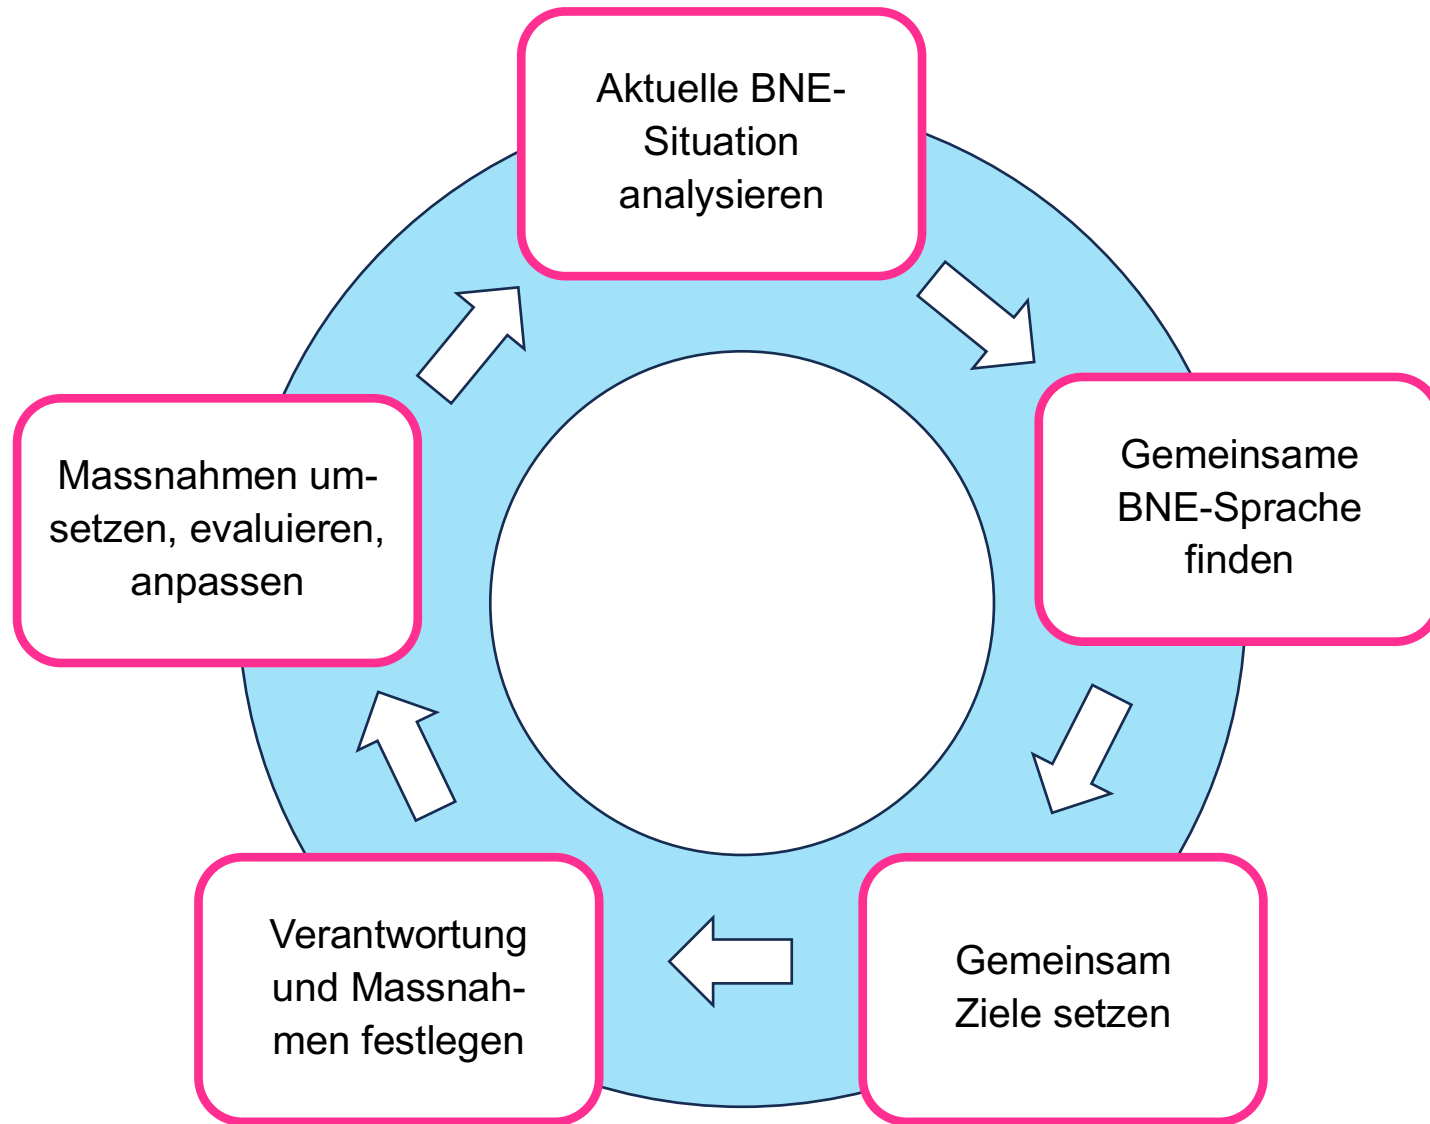 Aktuelle BNE-
Situation
analysieren
Gemeinsame
BNE-Sprache
finden
Gemeinsam
Ziele setzen
Verantwortung
und Massnah-
men festlegen
Massnahmen um-
setzen, evaluieren,
anpassen